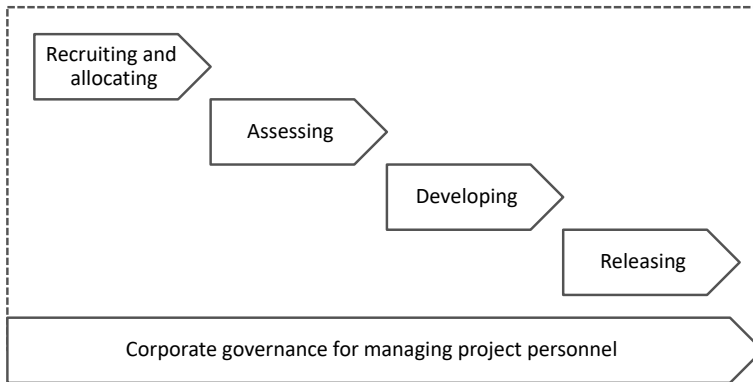 Recruiting and
allocating
Assessing
Developing
Releasing
Corporate governance for managing project personnel